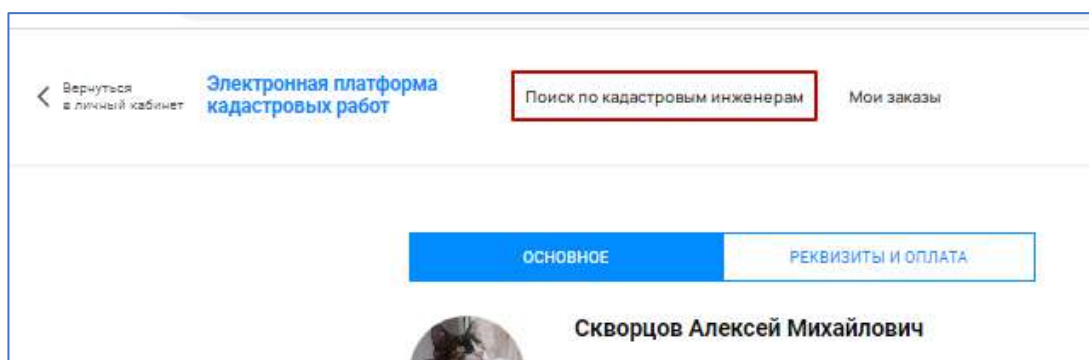 Вернуться
в личный кабинет
Электронная платформа
кадастровых работ
Поиск по кадастровым инженерам
Мои заказы
ОСНОВНОЕ
РЕКВИЗИТЫ И ОПЛАТА
Скворцов Алексей Михайлович